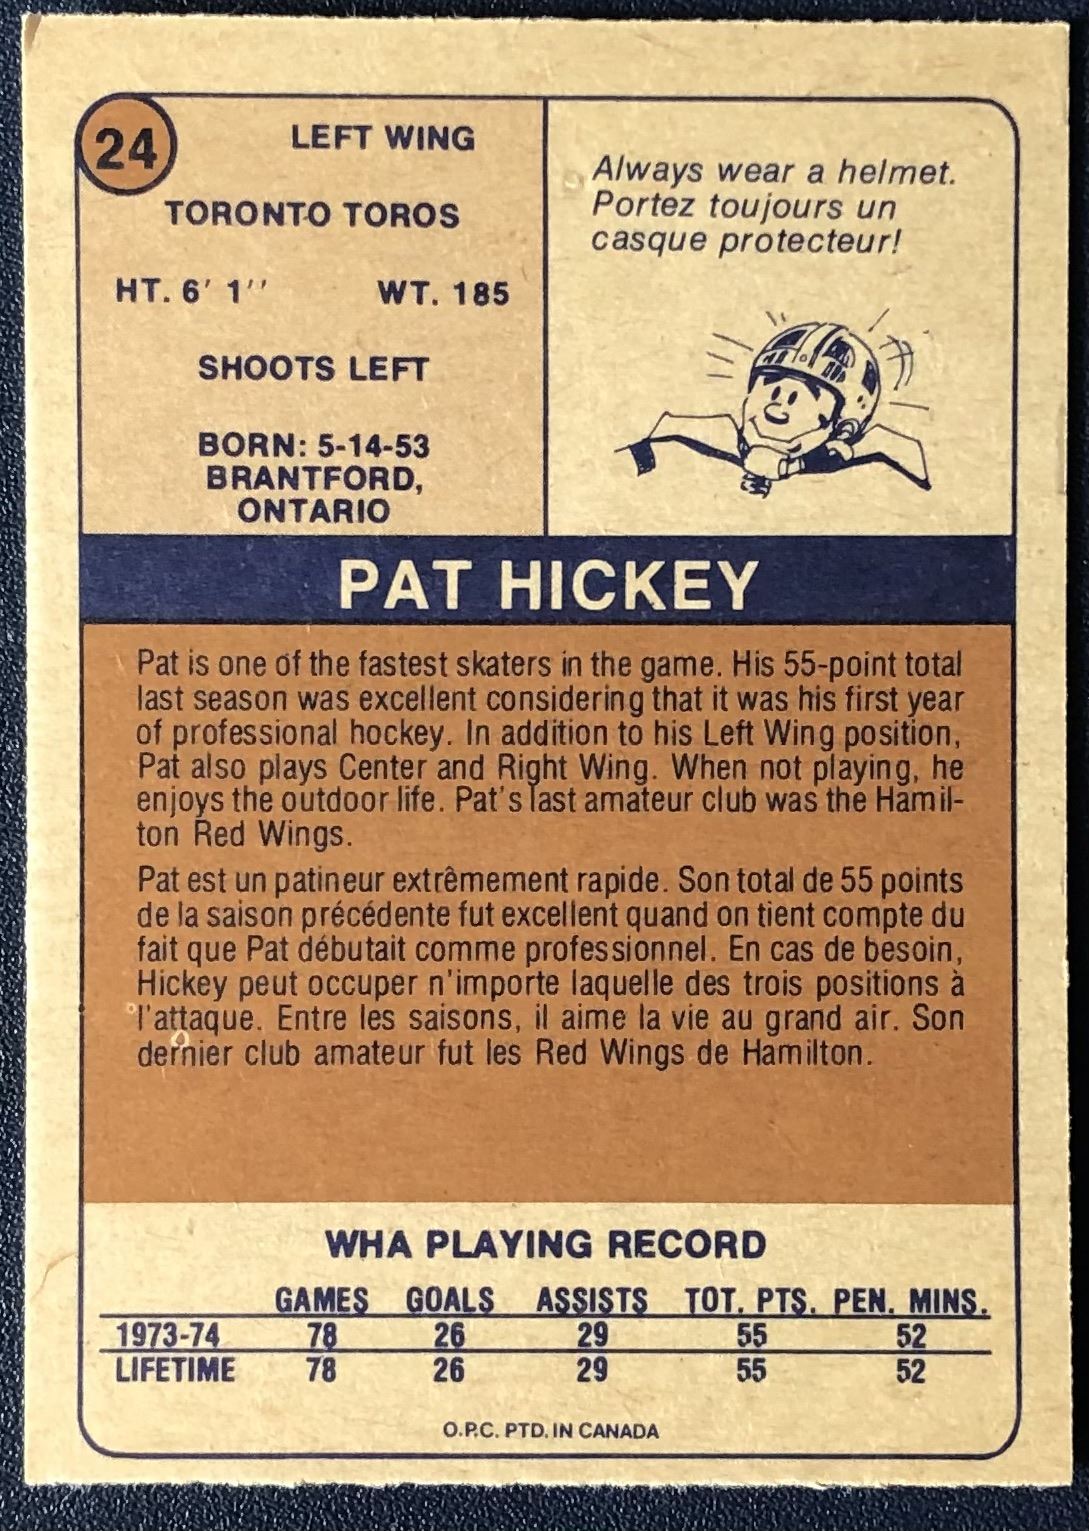 24
LEFT WING
TORONTO TOROS
HT. 6' 1'' WT. 185
SHOOTS LEFT
BORN: 5-14-53
BRANTFORD,
ONTARIO
Always wear a helmet.
Portez toujours un
casque protecteur!
PAT HICKEY
Pat is one of the fastest skaters in the game. His 55-point total
last season was excellent considering that it was his first year
of professional hockey. In addition to his Left Wing position,
Pat also plays Center and Right Wing. When not playing, he
enjoys the outdoor life. Pat's last amateur club was the Hamil-
ton Red Wings.
Pat est un patineur extrêmement rapide. Son total de 55 points
de la saison précédente fut excellent quand on tient compte du
fait que Pat débutait comme professionnel. En cas de besoin,
Hickey peut occuper n'importe laquelle des trois positions à
l'attaque. Entre les saisons, il aime la vie au grand air. Son
dernier club amateur fut les Red Wings de Hamilton.
WHA PLAYING RECORD
GAMES GOALS ASSISTS TOT. PTS. PEN. MINS.
1973-74 78 26 29 55 52
LIFETIME 78 26 29 55 52
O.P.C. PTD. IN CANADA